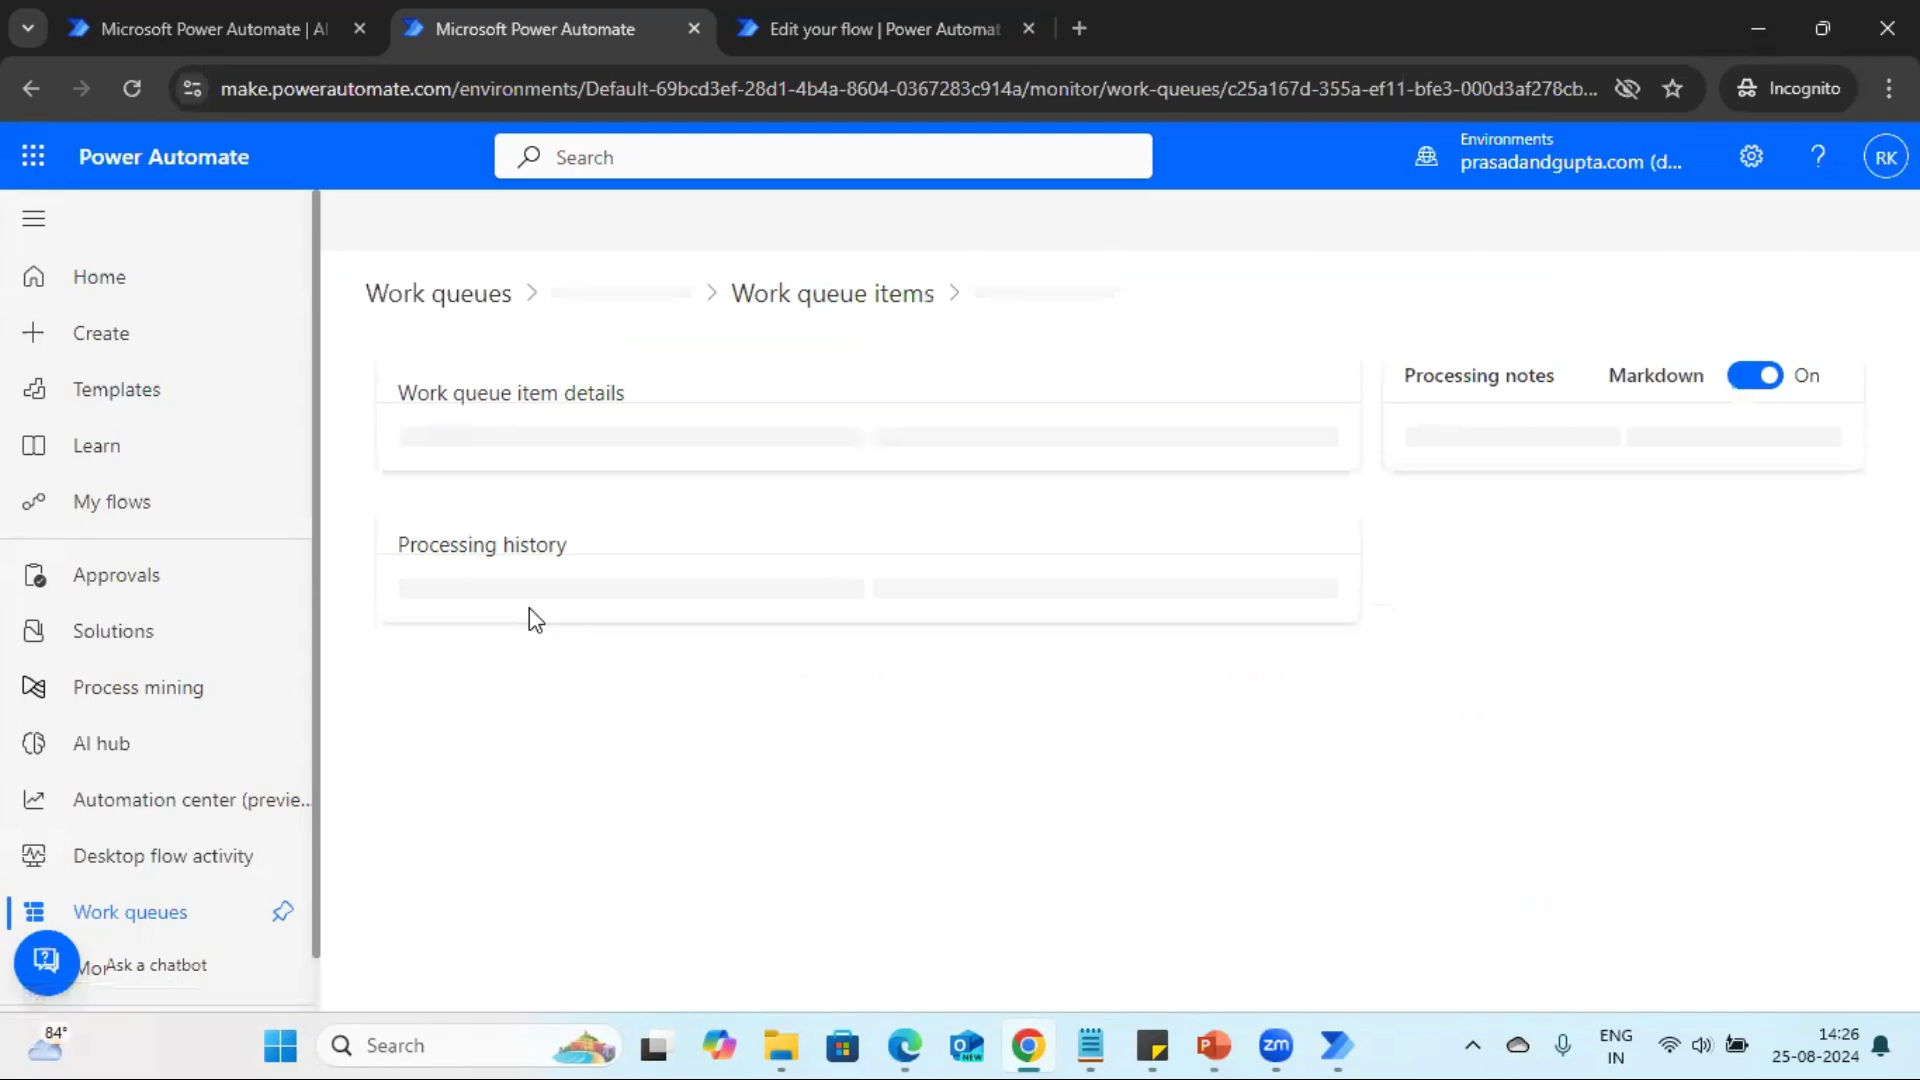 Microsoft Power Automate | AI
Microsoft Power Automate
Edit your flow | Power Automat
make.powerautomate.com/environments/Default-69bcd3ef-28d1-4b4a-8604-0367283c914a/monitor/work-queues/c25a167d-355a-ef11-bfe3-000d3af278cb...
Incognito
Power Automate
Search
Environments
prasadandgupta.com (d...
RK
Home
Create
Templates
Learn
My flows
Approvals
Solutions
Process mining
AI hub
Automation center (previe...
Desktop flow activity
Work queues
Ask a chatbot
Work queues
Work queue items
Work queue item details
Processing notes
Markdown
On
Processing history
84°
Search
ENG
IN
14:26
25-08-2024